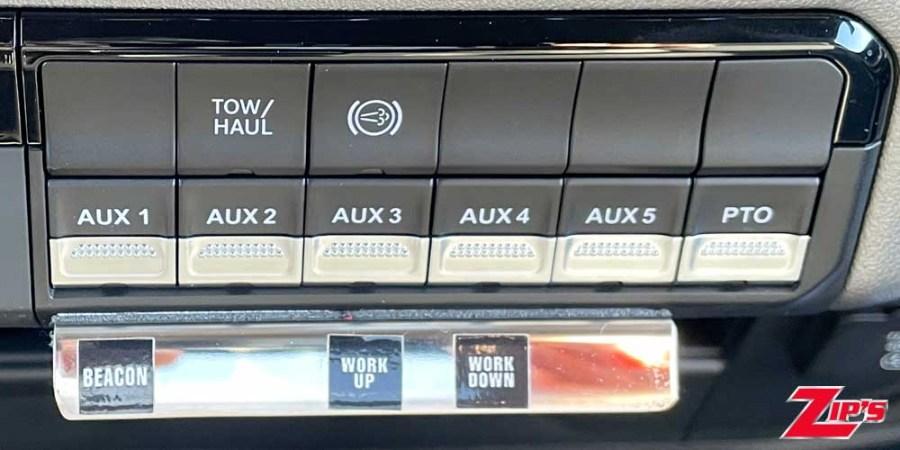 TOW/
HAUL
AUX 1 AUX 2 AUX 3 AUX 4 AUX 5 PTO
BEACON
WORK
UP
WORK
DOWN
ZIP'S